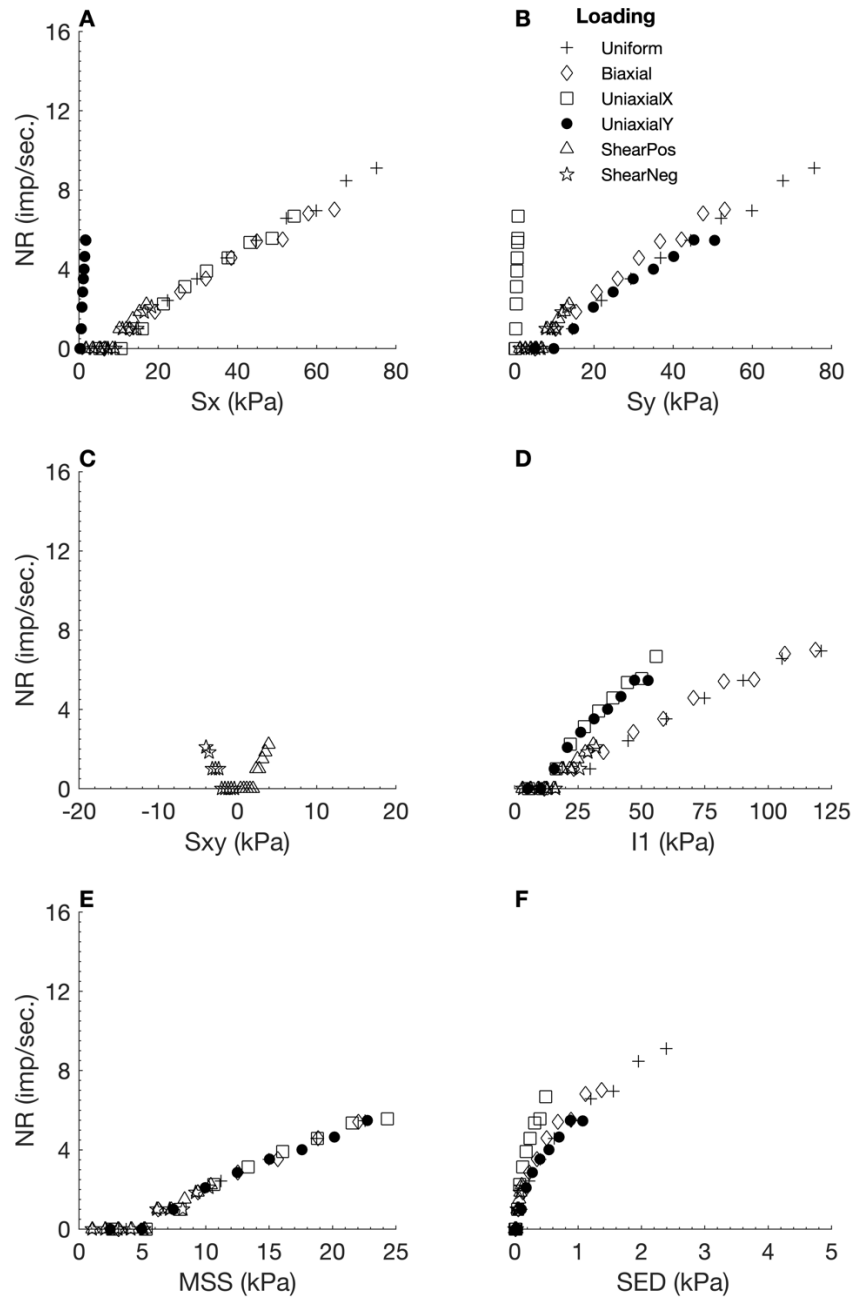 A
16
12
8
4
0
NR (imp/sec.)
0 20 40 60 80
Sx (kPa)
B Loading
Uniform
Biaxial
UniaxialX
UniaxialY
ShearPos
ShearNeg
16
12
8
4
0
0 20 40 60 80
Sy (kPa)
C
16
12
8
4
0
NR (imp/sec.)
-20 -10 0 10 20
Sxy (kPa)
D
16
12
8
4
0
0 25 50 75 100 125
I1 (kPa)
E
16
12
8
4
0
NR (imp/sec.)
0 5 10 15 20 25
MSS (kPa)
F
16
12
8
4
0
0 1 2 3 4 5
SED (kPa)